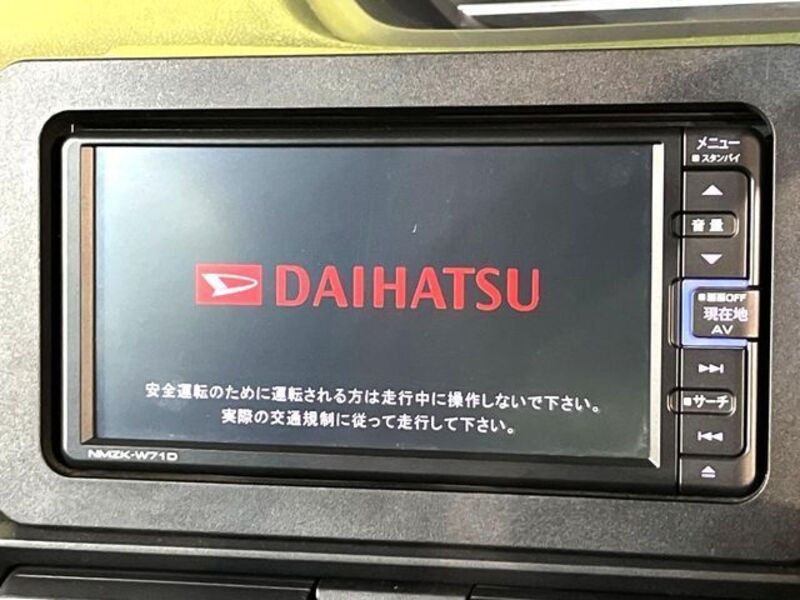 DAIHATSU
安全運転のために運転される方は走行中に操作しないで下さい。
実際の交通規制に従って走行して下さい。
NMZK-W71D
メニュー
スタンバイ
音量
画面OFF
現在地
AV
サーチ